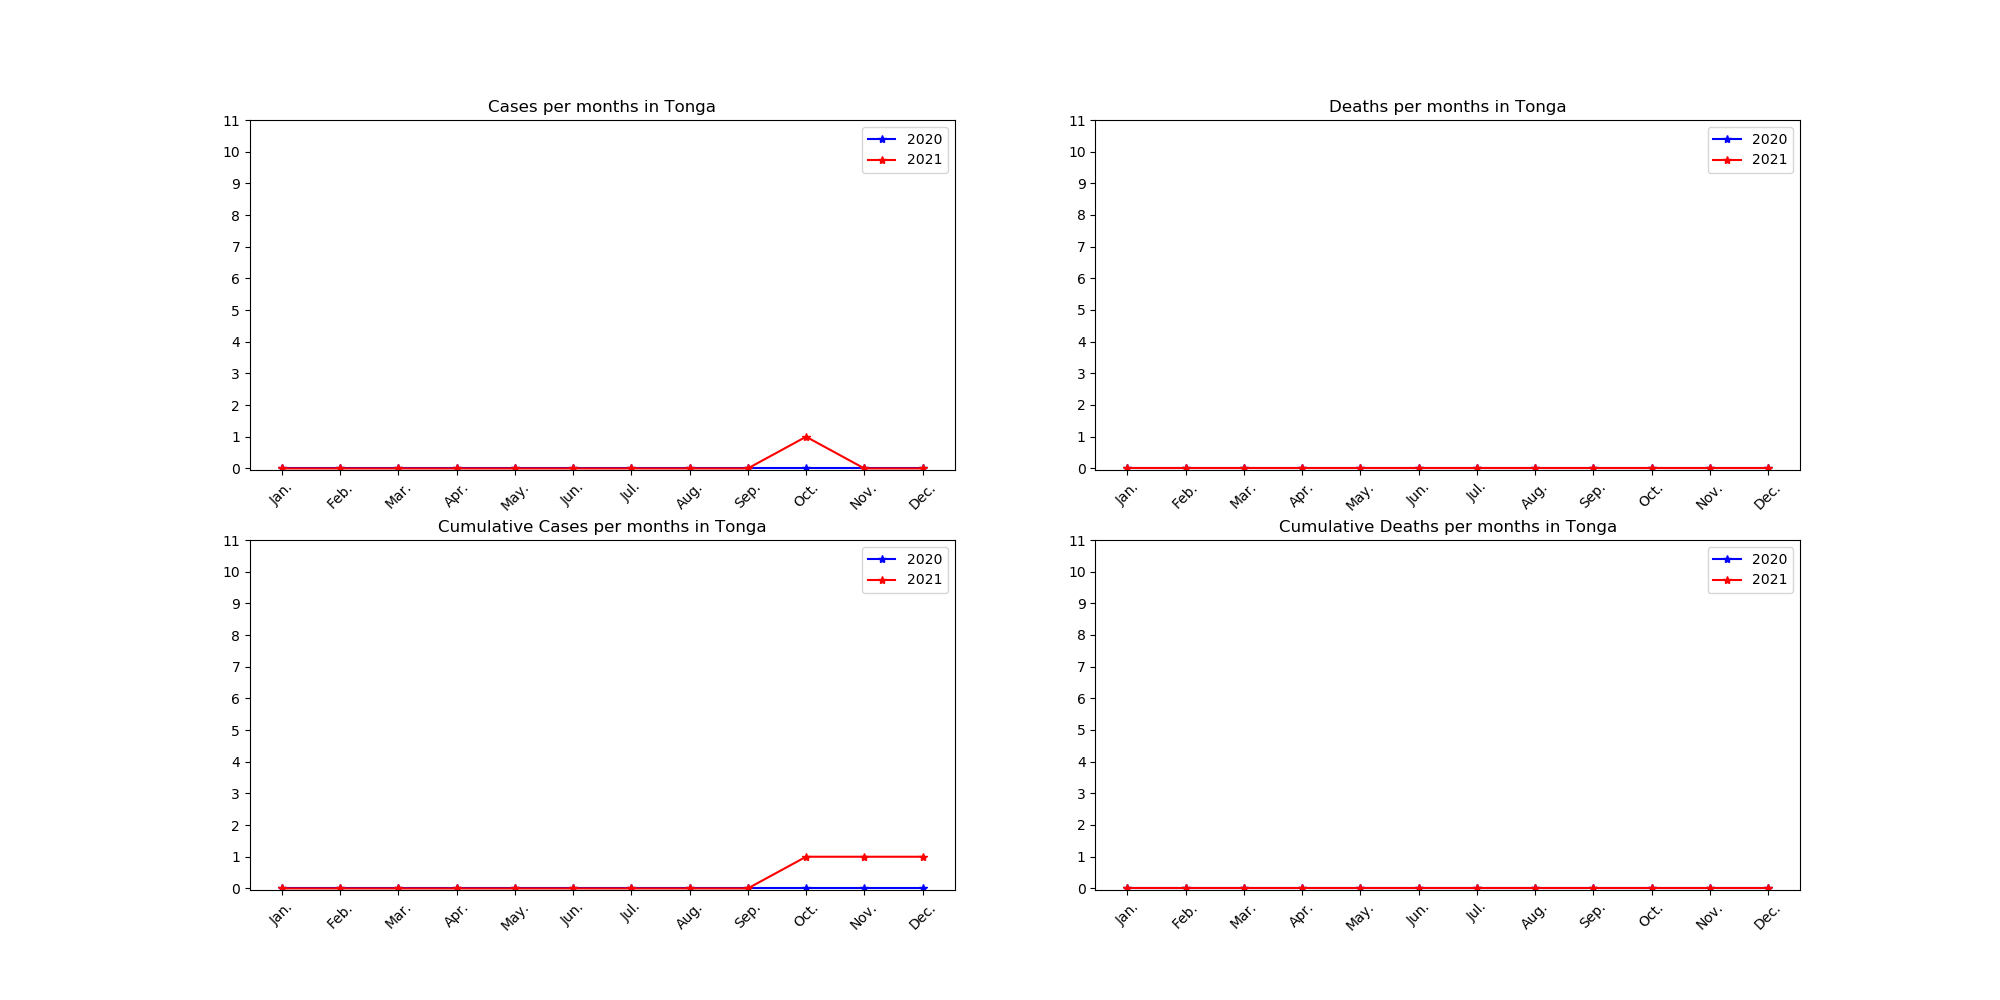 Cases per months in Tonga
11
10
9
8
7
6
5
4
3
2
1
0
2020
2021
Jan.
Feb.
Mar.
Apr.
May.
Jun.
Jul.
Aug.
Sep.
Oct.
Nov.
Dec.
Deaths per months in Tonga
11
10
9
8
7
6
5
4
3
2
1
0
2020
2021
Jan.
Feb.
Mar.
Apr.
May.
Jun.
Jul.
Aug.
Sep.
Oct.
Nov.
Dec.
Cumulative Cases per months in Tonga
11
10
9
8
7
6
5
4
3
2
1
0
2020
2021
Jan.
Feb.
Mar.
Apr.
May.
Jun.
Jul.
Aug.
Sep.
Oct.
Nov.
Dec.
Cumulative Deaths per months in Tonga
11
10
9
8
7
6
5
4
3
2
1
0
2020
2021
Jan.
Feb.
Mar.
Apr.
May.
Jun.
Jul.
Aug.
Sep.
Oct.
Nov.
Dec.